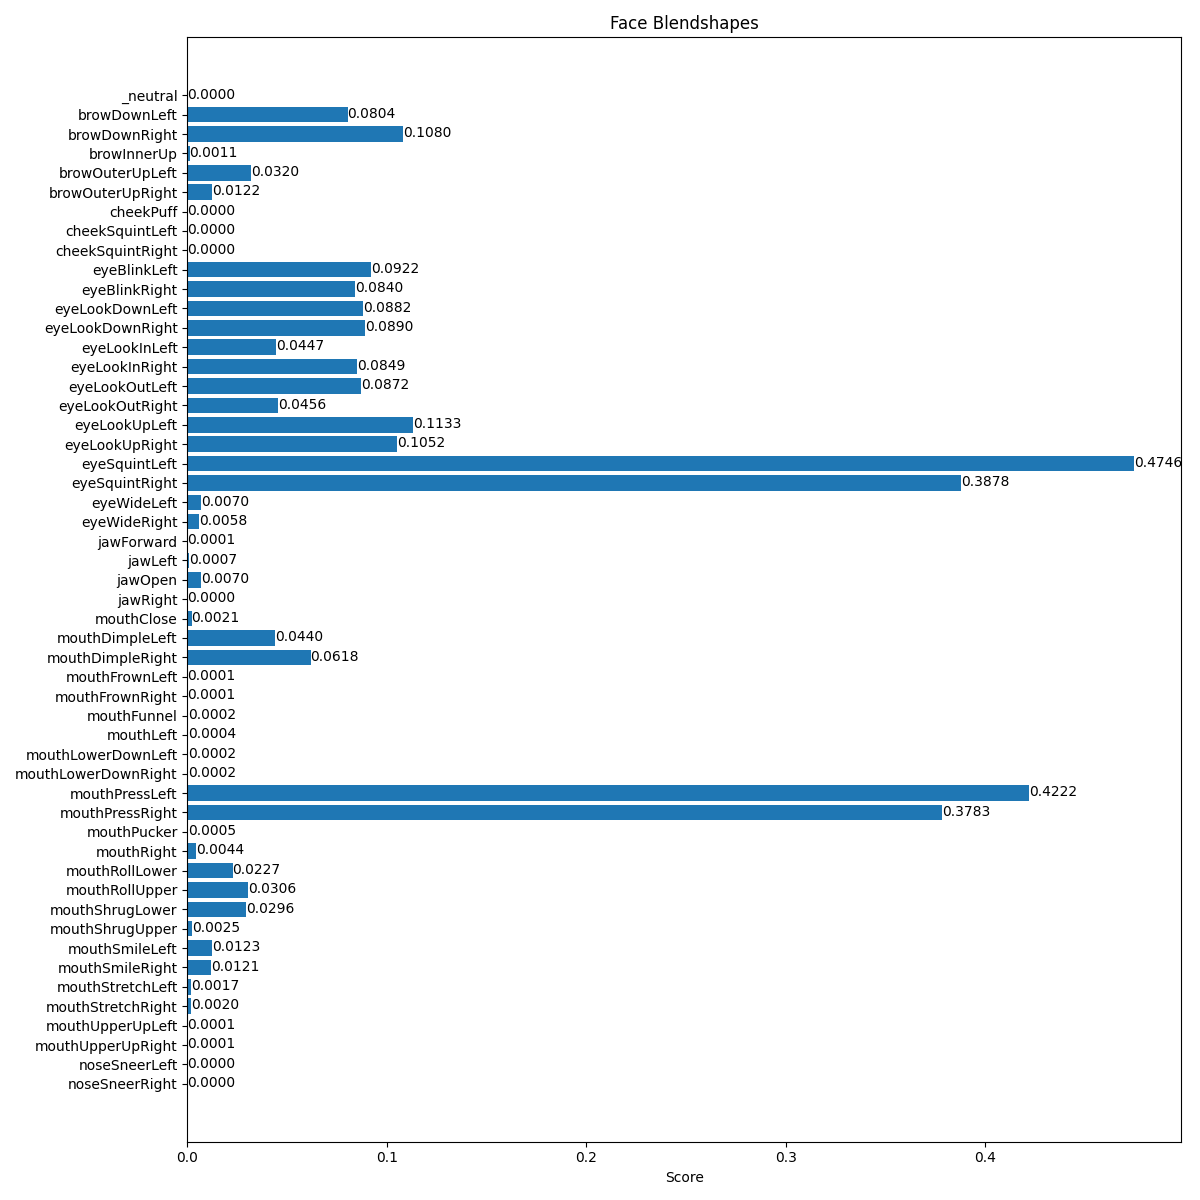 Face Blendshapes
_neutral 0.0000
browDownLeft 0.0804
browDownRight 0.1080
browInnerUp 0.0011
browOuterUpLeft 0.0320
browOuterUpRight 0.0122
cheekPuff 0.0000
cheekSquintLeft 0.0000
cheekSquintRight 0.0000
eyeBlinkLeft 0.0922
eyeBlinkRight 0.0840
eyeLookDownLeft 0.0882
eyeLookDownRight 0.0890
eyeLookInLeft 0.0447
eyeLookInRight 0.0849
eyeLookOutLeft 0.0872
eyeLookOutRight 0.0456
eyeLookUpLeft 0.1133
eyeLookUpRight 0.1052
eyeSquintLeft 0.4746
eyeSquintRight 0.3878
eyeWideLeft 0.0070
eyeWideRight 0.0058
jawForward 0.0001
jawLeft 0.0007
jawOpen 0.0070
jawRight 0.0000
mouthClose 0.0021
mouthDimpleLeft 0.0440
mouthDimpleRight 0.0618
mouthFrownLeft 0.0001
mouthFrownRight 0.0001
mouthFunnel 0.0002
mouthLeft 0.0004
mouthLowerDownLeft 0.0002
mouthLowerDownRight 0.0002
mouthPressLeft 0.4222
mouthPressRight 0.3783
mouthPucker 0.0005
mouthRight 0.0044
mouthRollLower 0.0227
mouthRollUpper 0.0306
mouthShrugLower 0.0296
mouthShrugUpper 0.0025
mouthSmileLeft 0.0123
mouthSmileRight 0.0121
mouthStretchLeft 0.0017
mouthStretchRight 0.0020
mouthUpperUpLeft 0.0001
mouthUpperUpRight 0.0001
noseSneerLeft 0.0000
noseSneerRight 0.0000
0.0 0.1 0.2 0.3 0.4
Score